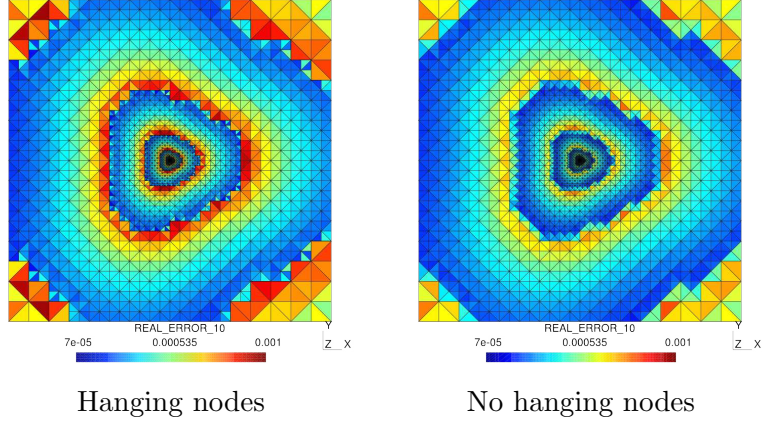 REAL_ERROR_10
7e-05 0.000535 0.001
Y
Z X
Hanging nodes
REAL_ERROR_10
7e-05 0.000535 0.001
Y
Z X
No hanging nodes